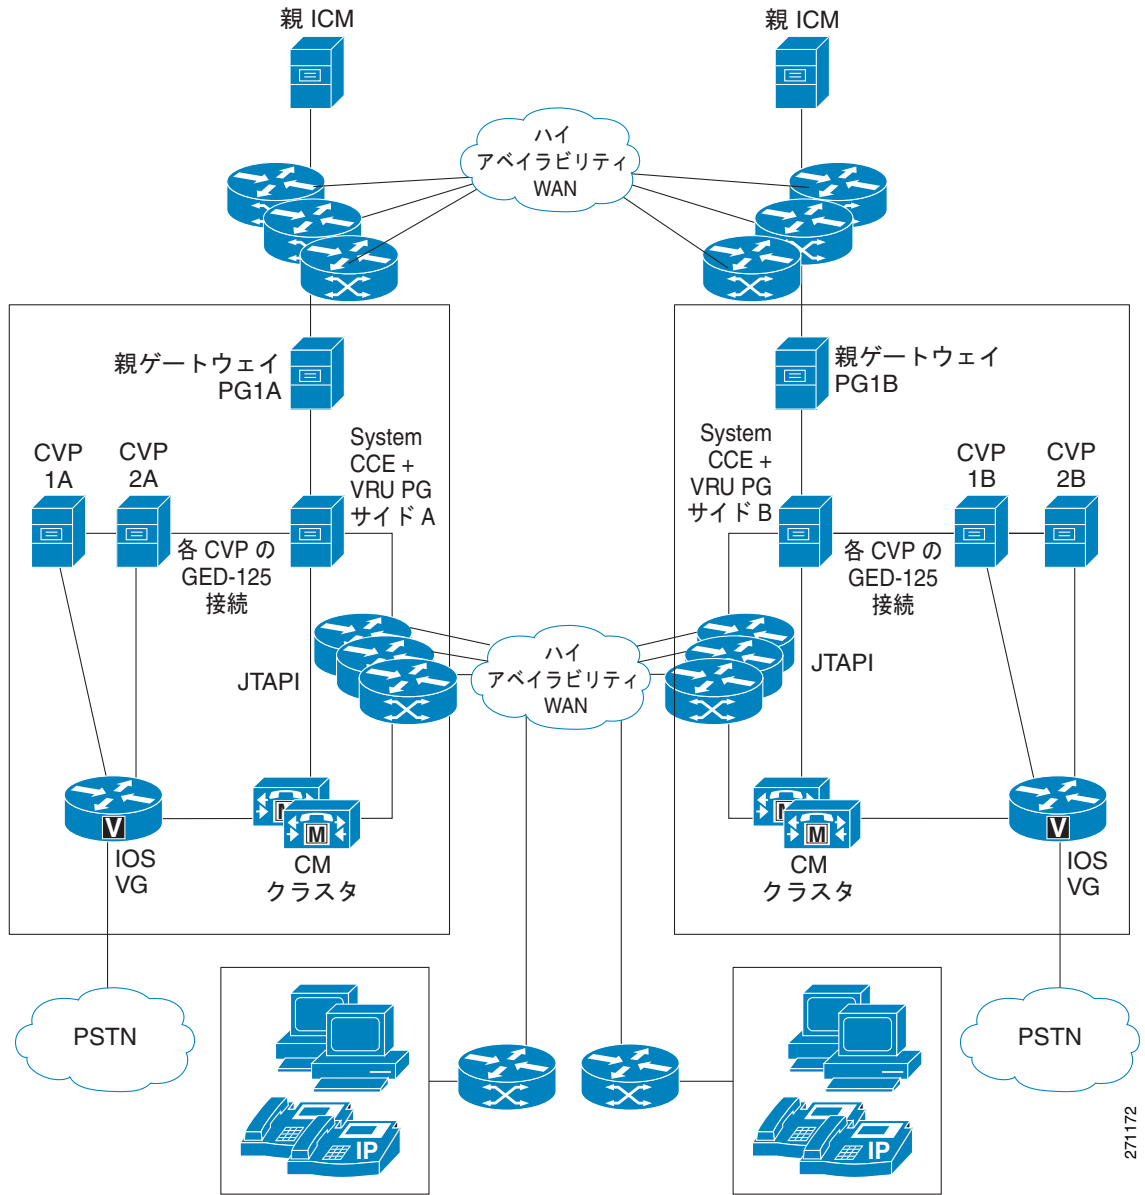 親 ICM
親 ICM
ハイ
アベイラビリティ
WAN
親ゲートウェイ
PG1A
親ゲートウェイ
PG1B
CVP
1A
CVP
2A
System
CCE +
VRU PG
サイド A
System
CCE +
VRU PG
サイド B
CVP
1B
CVP
2B
各 CVP の
GED-125
接続
各 CVP の
GED-125
接続
JTAPI
ハイ
アベイラビリティ
WAN
JTAPI
M
M
V
IOS
VG
CM
クラスタ
M
M
CM
クラスタ
V
IOS
VG
PSTN
PSTN
IP
IP
271172